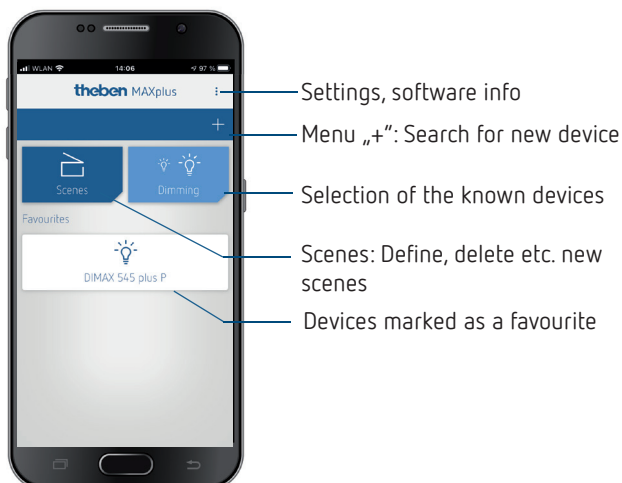 WLAN 14:06 97 %
theben MAXplus
Settings, software info
+
Menu „+“: Search for new device
Scenes
Dimming
Selection of the known devices
Favourites
Scenes: Define, delete etc. new
scenes
DIMAX 545 plus P
Devices marked as a favourite